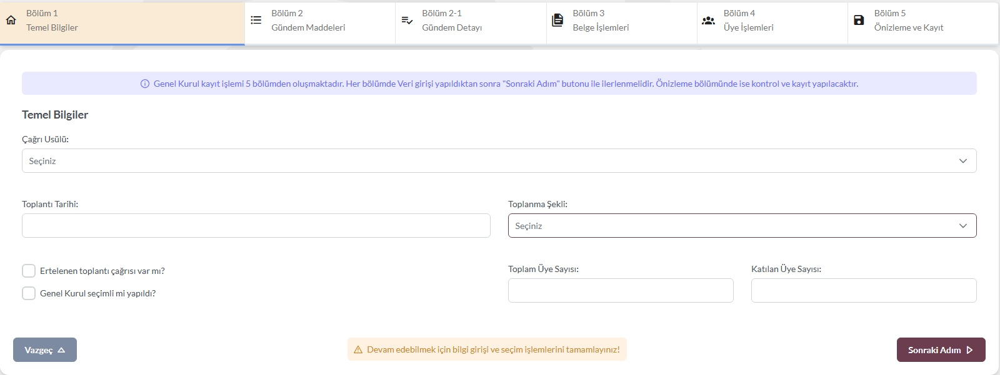 Bölüm 1
Temel Bilgiler
Bölüm 2
Gündem Maddeleri
Bölüm 2-1
Gündem Detayı
Bölüm 3
Belge İşlemleri
Bölüm 4
Üye İşlemleri
Bölüm 5
Önizleme ve Kayıt
Genel Kurul kayıt işlemi 5 bölümden oluşmaktadır. Her bölümde Veri girişi yapıldıktan sonra "Sonraki Adım" butonu ile ilerlenmelidir. Önizleme bölümünde ise kontrol ve kayıt yapılacaktır.
Temel Bilgiler
Çağrı Usülü:
Seçiniz
Toplantı Tarihi:
Toplanma Şekli:
Seçiniz
Ertelenen toplantı çağrısı var mı?
Genel Kurul seçimli mi yapıldı?
Toplam Üye Sayısı:
Katılan Üye Sayısı:
Vazgeç
Devam edebilmek için bilgi girişi ve seçim işlemlerini tamamlayınız!
Sonraki Adım